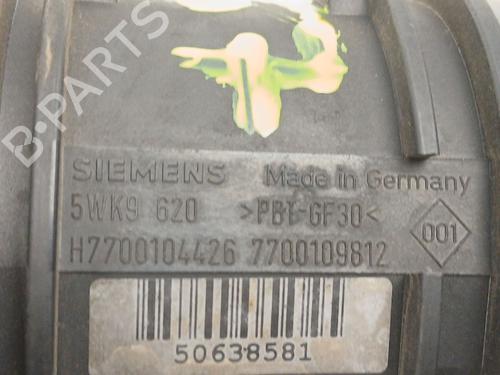 B-PARTS
SIEMENS Made in Germany
5WK9 620 >PBT-GF30<
H7700104426 7700109812 001
50638581